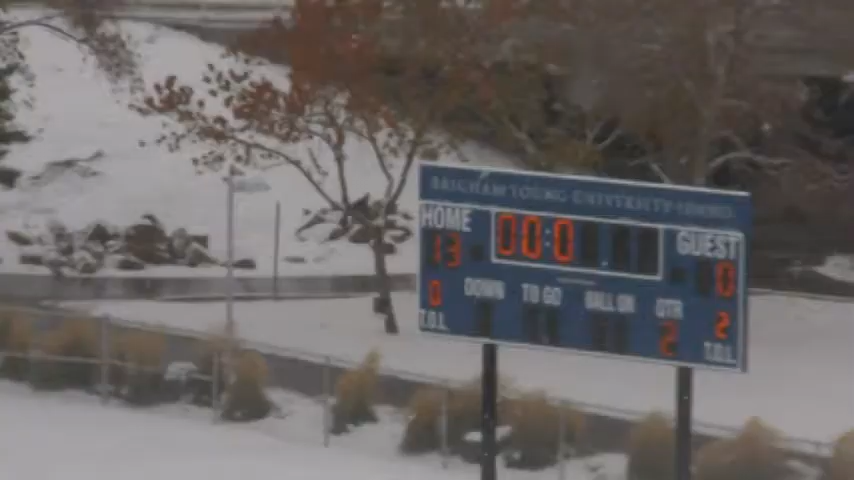 BRIGHAM YOUNG UNIVERSITY-IDAHO
HOME 00:0 GUEST
13 0
DOWN TO GO BALL ON QTR
0 2 2
T.O.L. T.O.L.